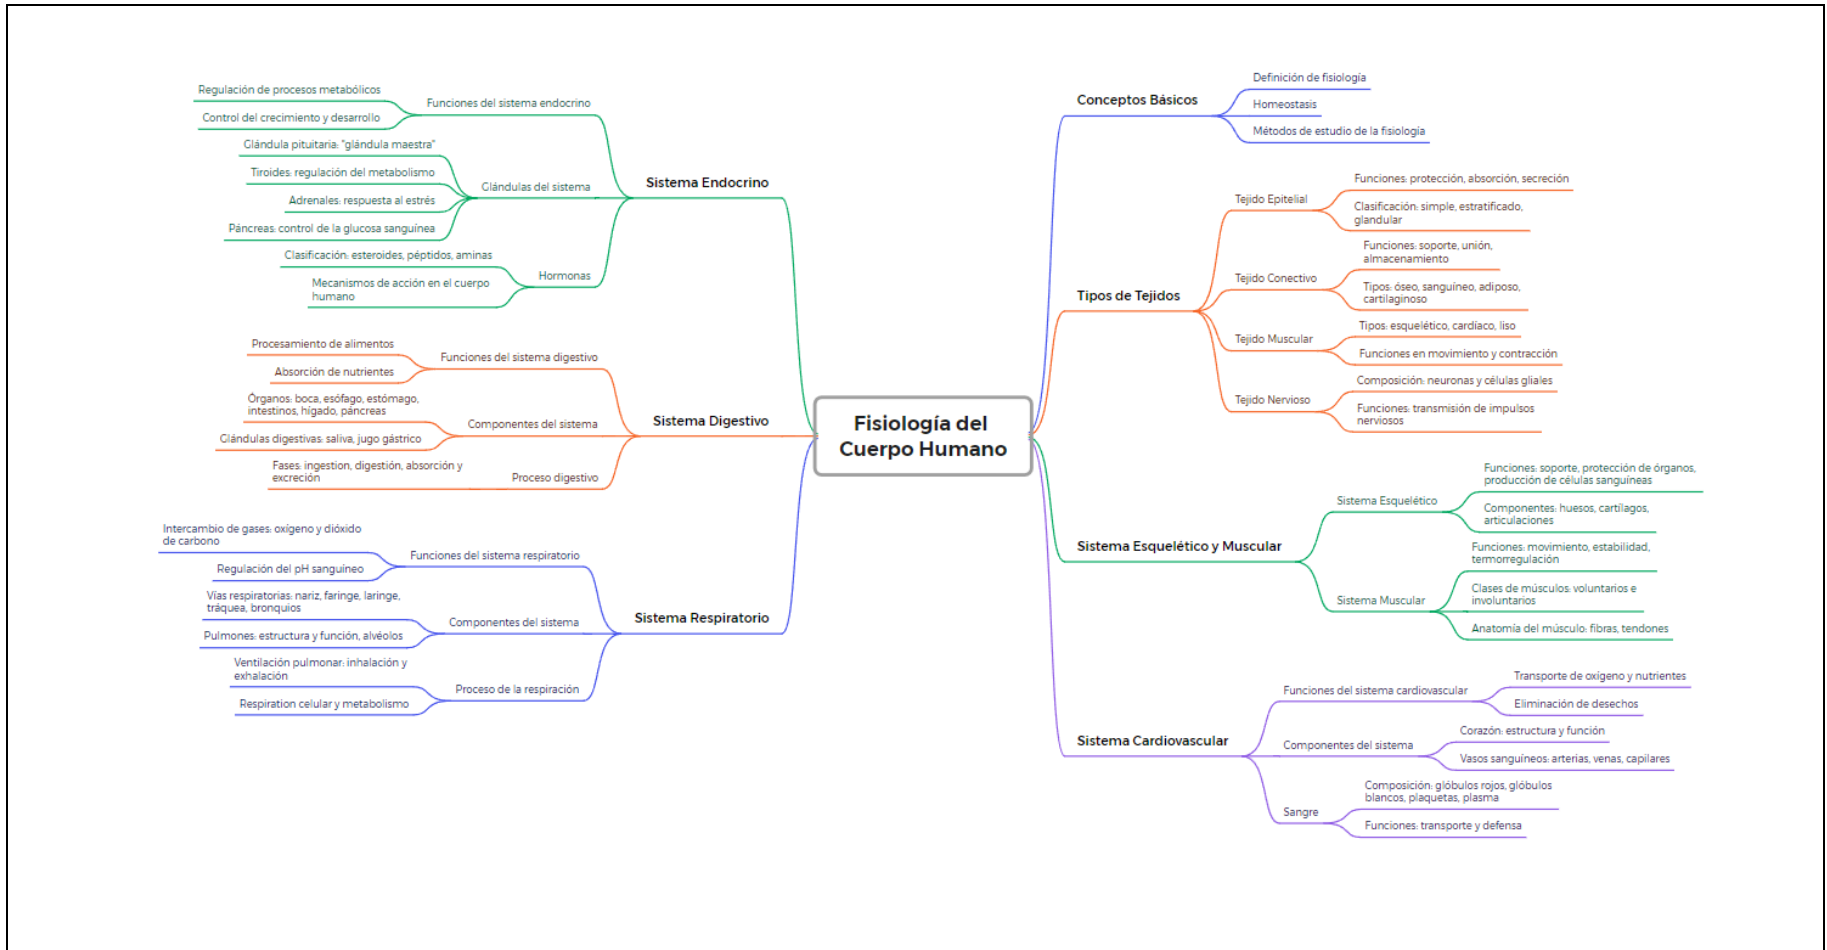 Fisiología del
Cuerpo Humano
Conceptos Básicos
Definición de fisiología
Homeostasis
Métodos de estudio de la fisiología
Tipos de Tejidos
Tejido Epitelial
Funciones: protección, absorción, secreción
Clasificación: simple, estratificado,
glandular
Tejido Conectivo
Funciones: soporte, unión,
almacenamiento
Tipos: óseo, sanguíneo, adiposo,
cartilaginoso
Tejido Muscular
Tipos: esquelético, cardíaco, liso
Funciones en movimiento y contracción
Tejido Nervioso
Composición: neuronas y células gliales
Funciones: transmisión de impulsos
nerviosos
Sistema Esquelético y Muscular
Sistema Esquelético
Funciones: soporte, protección de órganos,
producción de células sanguíneas
Componentes: huesos, cartílagos,
articulaciones
Sistema Muscular
Funciones: movimiento, estabilidad,
termorregulación
Clases de músculos: voluntarios e
involuntarios
Anatomía del músculo: fibras, tendones
Sistema Cardiovascular
Funciones del sistema cardiovascular
Transporte de oxígeno y nutrientes
Eliminación de desechos
Componentes del sistema
Corazón: estructura y función
Vasos sanguíneos: arterias, venas, capilares
Sangre
Composición: glóbulos rojos, glóbulos
blancos, plaquetas, plasma
Funciones: transporte y defensa
Sistema Endocrino
Funciones del sistema endocrino
Regulación de procesos metabólicos
Control del crecimiento y desarrollo
Glándulas del sistema
Glándula pituitaria: "glándula maestra"
Tiroides: regulación del metabolismo
Adrenales: respuesta al estrés
Páncreas: control de la glucosa sanguínea
Hormonas
Clasificación: esteroides, péptidos, aminas
Mecanismos de acción en el cuerpo
humano
Sistema Digestivo
Funciones del sistema digestivo
Procesamiento de alimentos
Absorción de nutrientes
Componentes del sistema
Órganos: boca, esófago, estómago,
intestinos, hígado, páncreas
Glándulas digestivas: saliva, jugo gástrico
Proceso digestivo
Fases: ingestion, digestión, absorción y
excreción
Sistema Respiratorio
Funciones del sistema respiratorio
Intercambio de gases: oxígeno y dióxido
de carbono
Regulación del pH sanguíneo
Componentes del sistema
Vías respiratorias: nariz, faringe, laringe,
tráquea, bronquios
Pulmones: estructura y función, alvéolos
Proceso de la respiración
Ventilación pulmonar: inhalación y
exhalación
Respiration celular y metabolismo